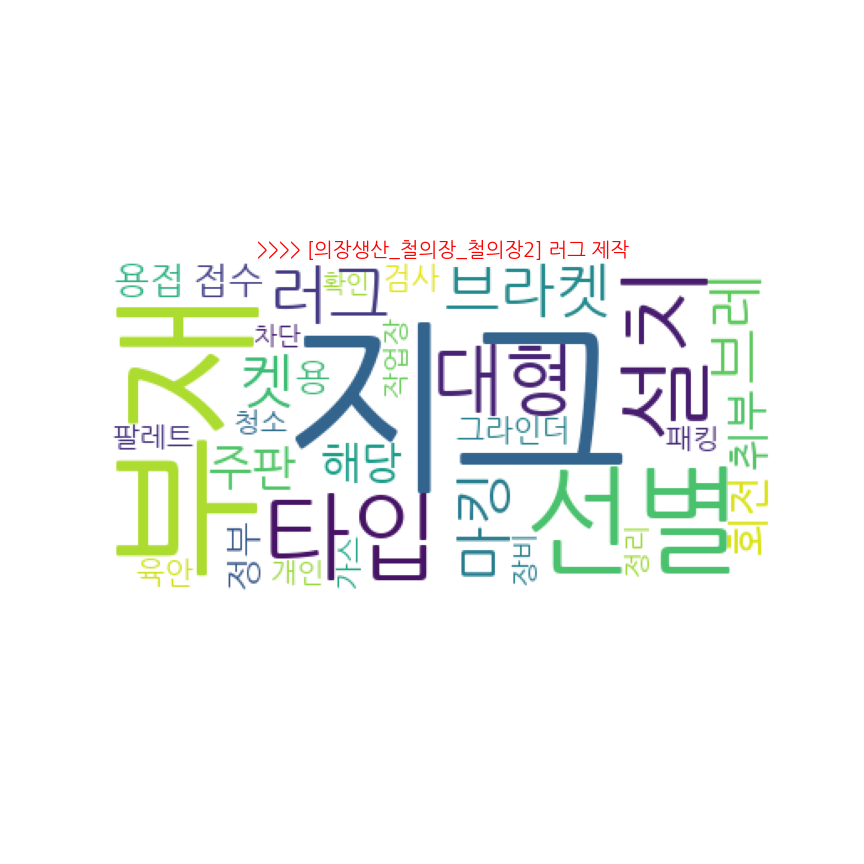 >>>> [의장생산_철의장_철의장2] 러그 제작
용접
접수
러그
확인
검사
브라켓
설치
브레
부재
차단
지그
작업장
대형
켓
용
청소
팔레트
주판
해당
그라인더
패킹
취부
타입
마킹
선별
회전
육안
정부
개인
가스
장비
정리